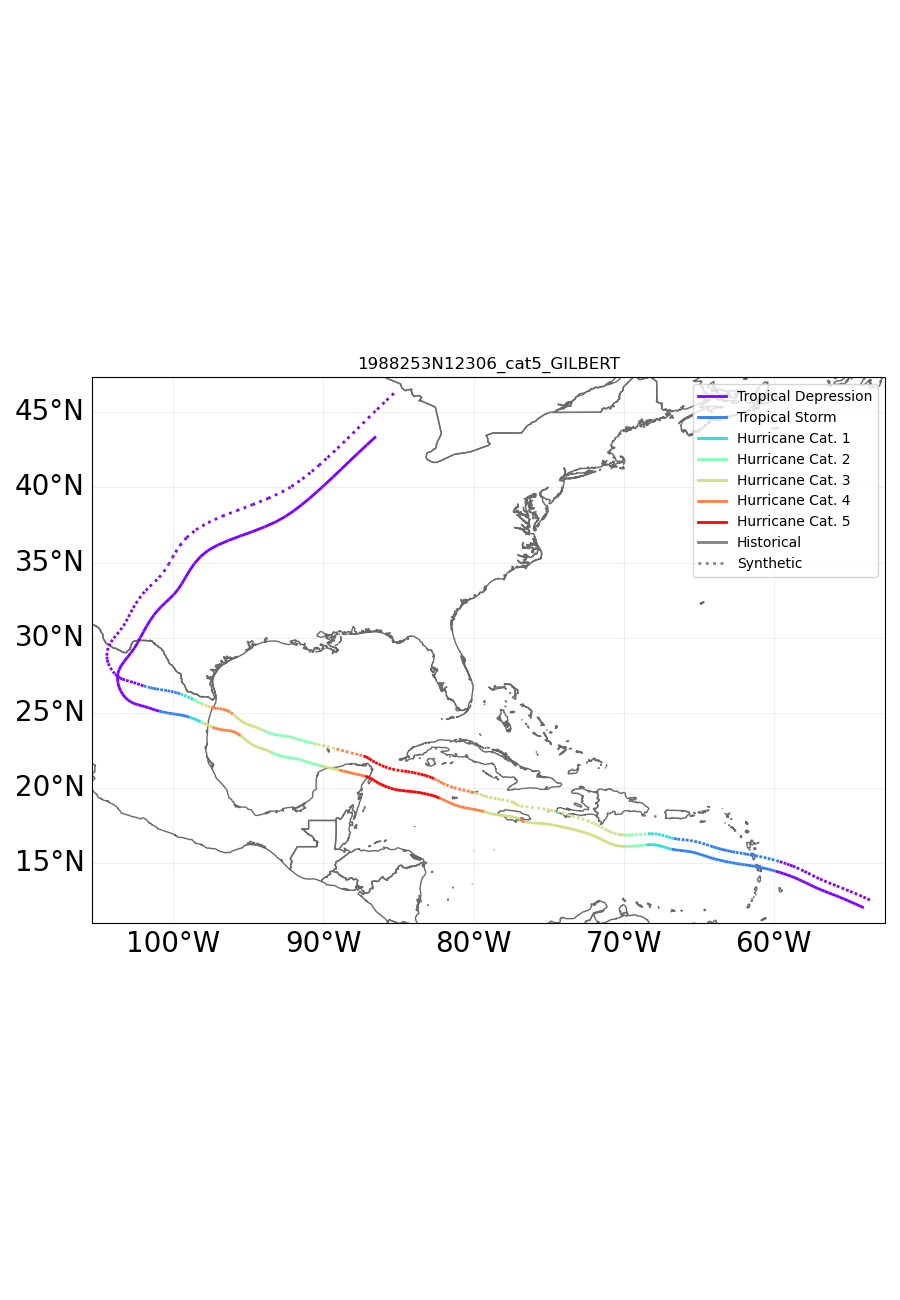 1988253N12306_cat5_GILBERT
Tropical Depression
Tropical Storm
Hurricane Cat. 1
Hurricane Cat. 2
Hurricane Cat. 3
Hurricane Cat. 4
Hurricane Cat. 5
Historical
Synthetic
45°N
40°N
35°N
30°N
25°N
20°N
15°N
100°W 90°W 80°W 70°W 60°W